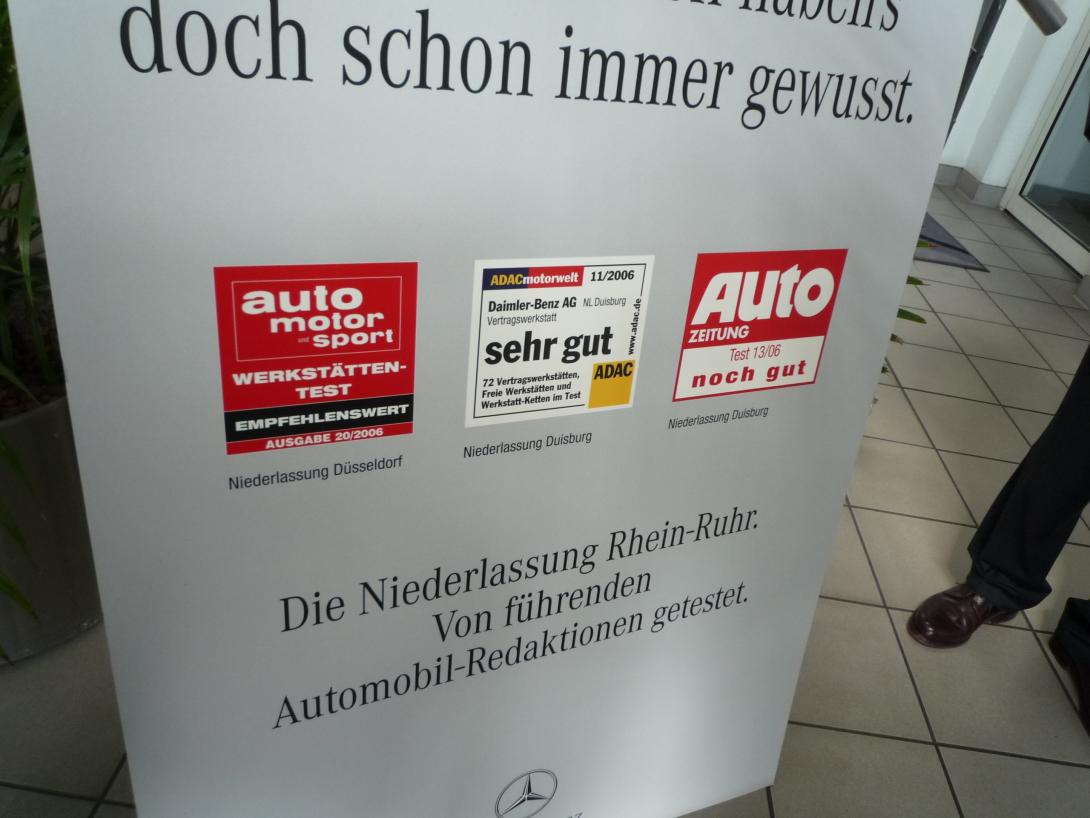 haben's
doch schon immer gewusst.
auto
motor
und sport
WERKSTÄTTEN-
TEST
EMPFEHLENSWERT
AUSGABE 20/2006
Niederlassung Düsseldorf
ADACmotorwelt 11/2006
Daimler-Benz AG NL Duisburg
Vertragswerkstatt
sehr gut
www.adac.de
72 Vertragswerkstätten,
Freie Werkstätten und
Werkstatt-Ketten im Test
ADAC
Niederlassung Duisburg
Auto
ZEITUNG
Test 13/06
noch gut
Niederlassung Duisburg
Die Niederlassung Rhein-Ruhr.
Von führenden
Automobil-Redaktionen getestet.